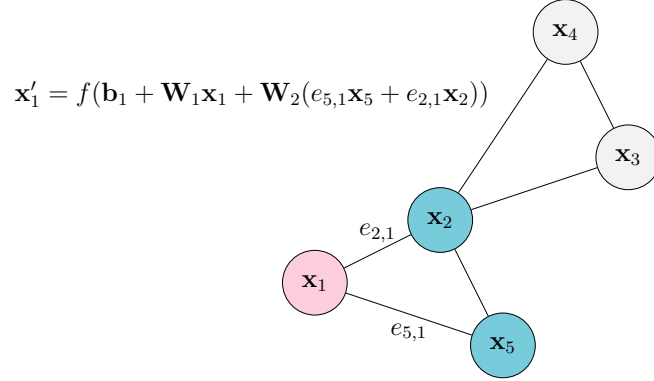 x₄
x′₁ = f(b₁ + W₁x₁ + W₂(e₅,₁x₅ + e₂,₁x₂))
x₃
x₂
e₂,₁
x₁
e₅,₁
x₅